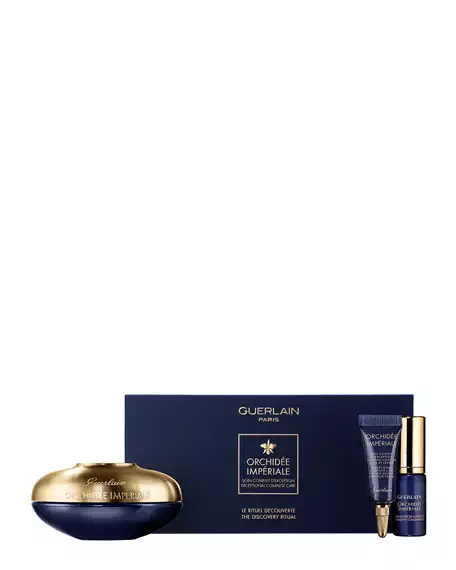 GUERLAIN
PARIS
ORCHIDÉE
IMPÉRIALE
SOIN COMPLET D'EXCEPTION
EXCEPTIONAL COMPLETE CARE
LE RITUEL DÉCOUVERTE
THE DISCOVERY RITUAL
Guerlain
ORCHIDÉE IMPÉRIALE
ORCHIDÉE
IMPÉRIALE
GUERLAIN
ORCHIDÉE
IMPÉRIALE